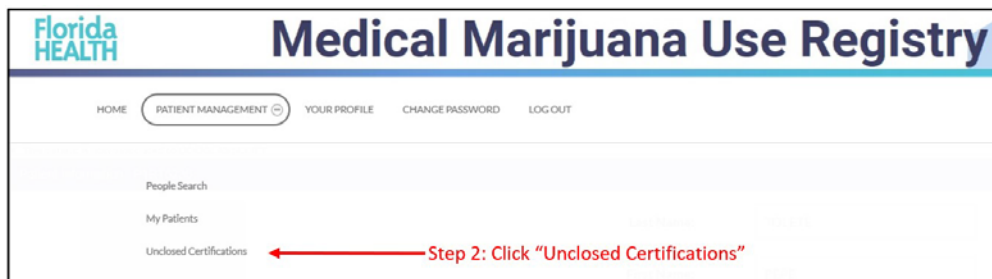 Florida
HEALTH
Medical Marijuana Use Registry
HOME PATIENT MANAGEMENT YOUR PROFILE CHANGE PASSWORD LOG OUT
People Search
My Patients
Unclosed Certifications
Step 2: Click “Unclosed Certifications”